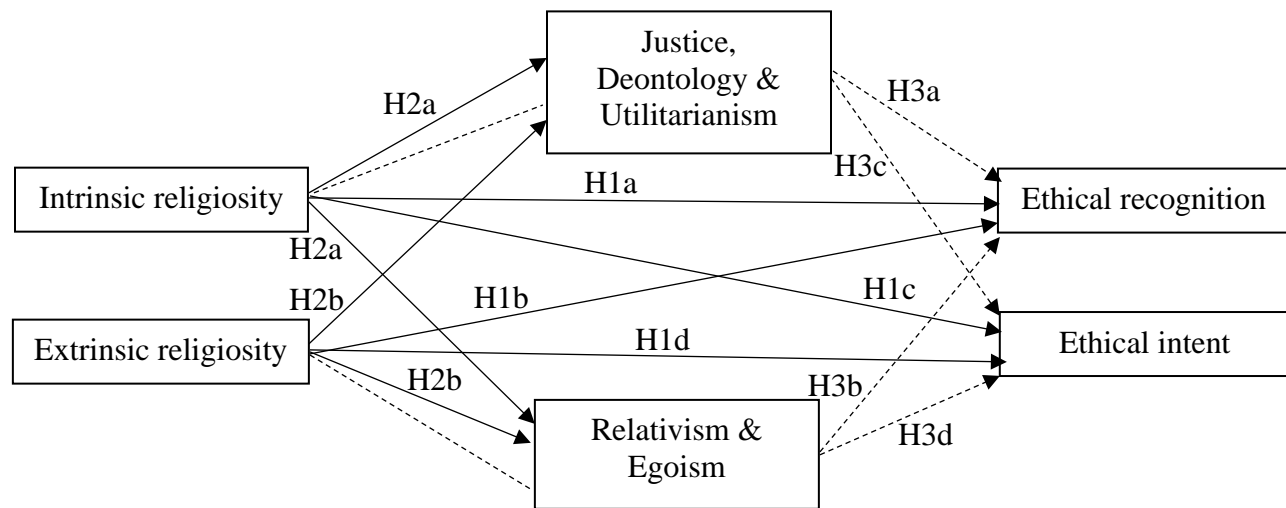 Justice,
Deontology &
Utilitarianism
H2a
H3a
H3c
Intrinsic religiosity
H1a
Ethical recognition
H2a
H2b
H1b
H1c
Extrinsic religiosity
H1d
Ethical intent
H2b
H3b
Relativism &
Egoism
H3d